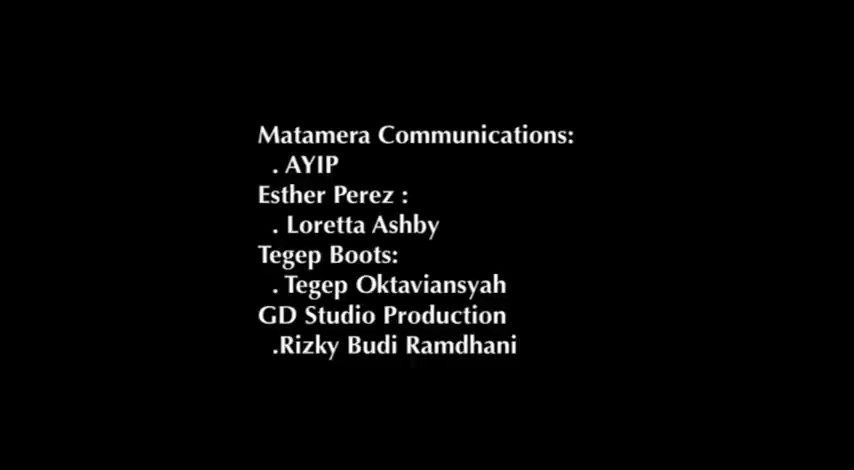 Matamera Communications:
. AYIP
Esther Perez :
. Loretta Ashby
Tegep Boots:
. Tegep Oktaviansyah
GD Studio Production
.Rizky Budi Ramdhani